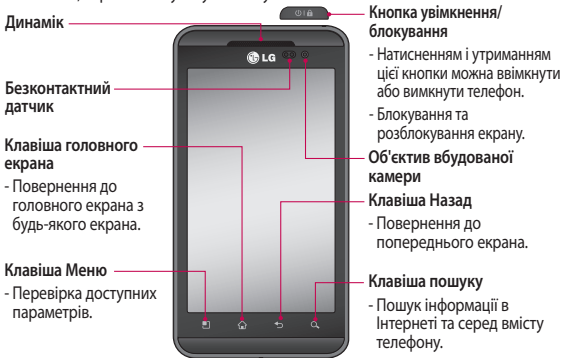 Динамік
Безконтактний
датчик
Клавіша головного
екрана
- Повернення до
головного екрана з
будь-якого екрана.
Клавіша Меню
- Перевірка доступних
параметрів.
LG
Кнопка увімкнення/
блокування
- Натисненням і утриманням
цієї кнопки можна ввімкнути
або вимкнути телефон.
- Блокування та
розблокування екрану.
Об'єктив вбудованої
камери
Клавіша Назад
- Повернення до
попереднього екрана.
Клавіша пошуку
- Пошук інформації в
Інтернеті та серед вмісту
телефону.